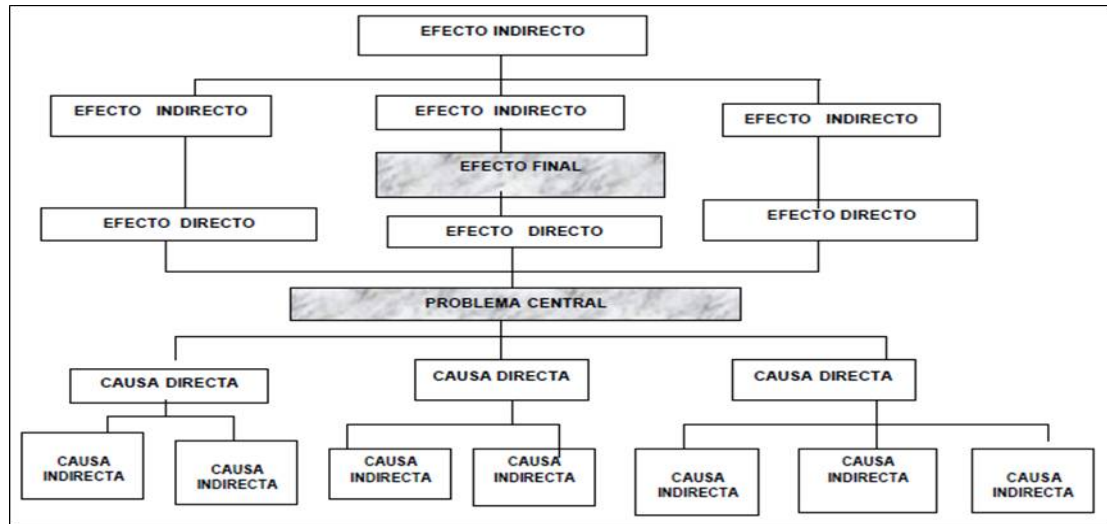 EFECTO INDIRECTO
EFECTO INDIRECTO
EFECTO INDIRECTO
EFECTO INDIRECTO
EFECTO FINAL
EFECTO DIRECTO
EFECTO DIRECTO
EFECTO DIRECTO
PROBLEMA CENTRAL
CAUSA DIRECTA
CAUSA DIRECTA
CAUSA DIRECTA
CAUSA
INDIRECTA
CAUSA
INDIRECTA
CAUSA
INDIRECTA
CAUSA
INDIRECTA
CAUSA
INDIRECTA
CAUSA
INDIRECTA
CAUSA
INDIRECTA